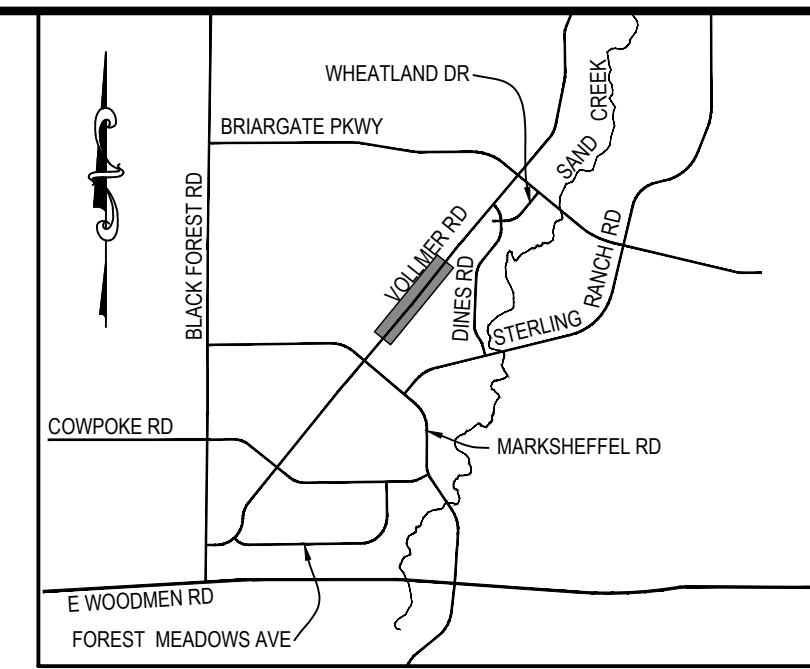 WHEATLAND DR
BRIARGATE PKWY
SAND CREEK
BLACK FOREST RD
VOLLMER RD
DINES RD
STERLING RANCH RD
COWPOKE RD
MARKSHEFFEL RD
E WOODMEN RD
FOREST MEADOWS AVE